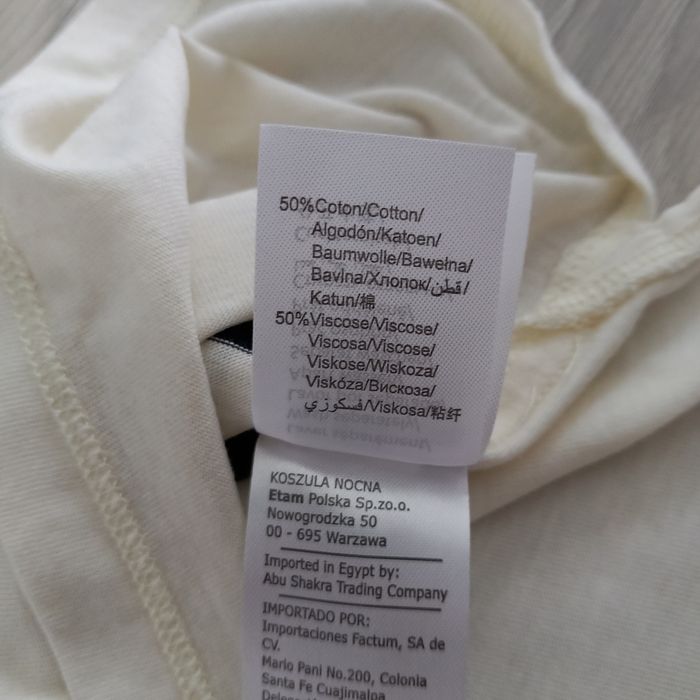 50%Coton/Cotton/
Algodón/Katoen/
Baumwolle/Bawełna/
Bavlna/Хлопок/قطن/
Katun/棉
50%Viscose/Viscose/
Viscosa/Viscose/
Viskose/Wiskoza/
Viskóza/Вискоза/
فسكوزي/Viskosa/粘纤
KOSZULA NOCNA
Etam Polska Sp.zo.o.
Nowogrodzka 50
00 - 695 Warzawa
Imported in Egypt by:
Abu Shakra Trading Company
IMPORTADO POR:
Importaciones Factum, SA de
CV.
Mario Pani No.200, Colonia
Santa Fe Cuajimalpa